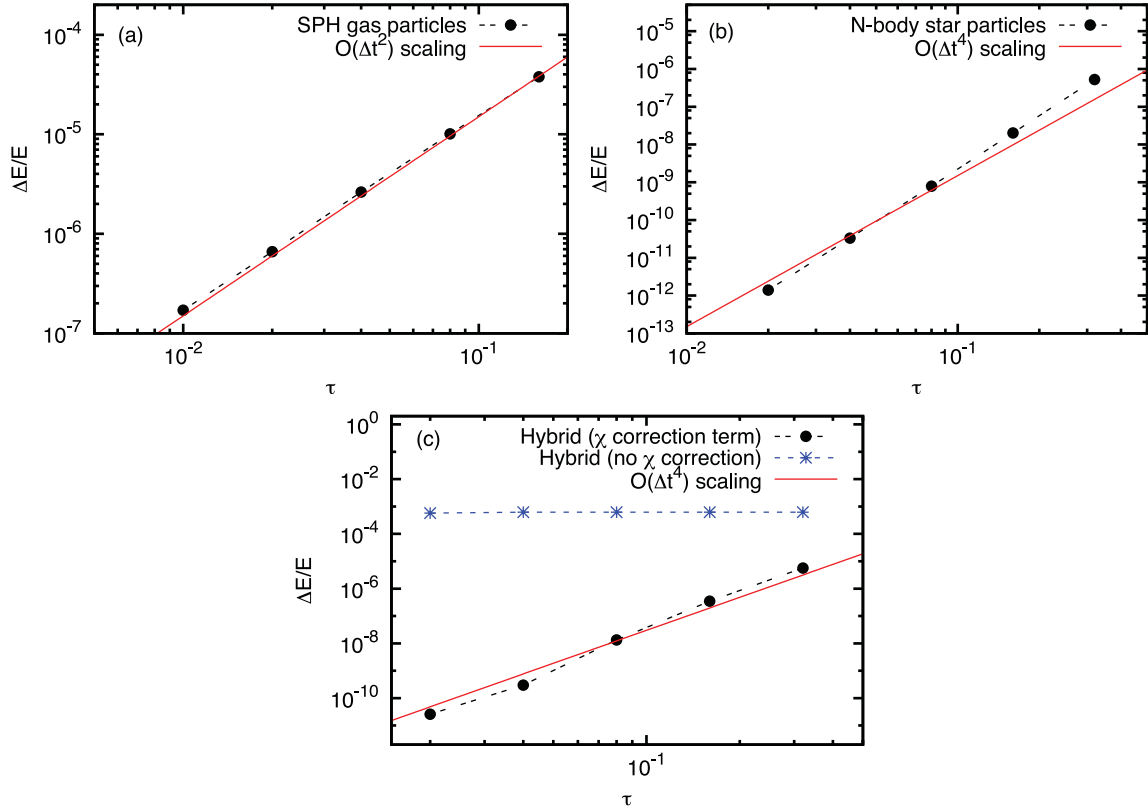 (a)
SPH gas particles
O(Δt²) scaling
10⁻⁴
10⁻⁵
10⁻⁶
10⁻⁷
ΔE/E
10⁻² 10⁻¹
τ
(b)
N-body star particles
O(Δt⁴) scaling
10⁻⁵
10⁻⁶
10⁻⁷
10⁻⁸
10⁻⁹
10⁻¹⁰
10⁻¹¹
10⁻¹²
10⁻¹³
ΔE/E
10⁻² 10⁻¹
τ
(c)
Hybrid (χ correction term)
Hybrid (no χ correction)
O(Δt⁴) scaling
10⁰
10⁻²
10⁻⁴
10⁻⁶
10⁻⁸
10⁻¹⁰
ΔE/E
10⁻¹
τ